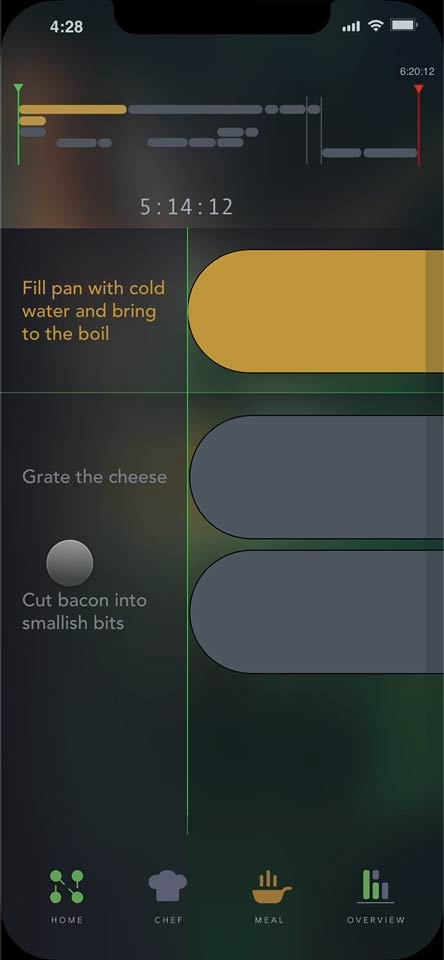 4:28
6:20:12
5:14:12
Fill pan with cold
water and bring
to the boil
Grate the cheese
Cut bacon into
smallish bits
HOME CHEF MEAL OVERVIEW